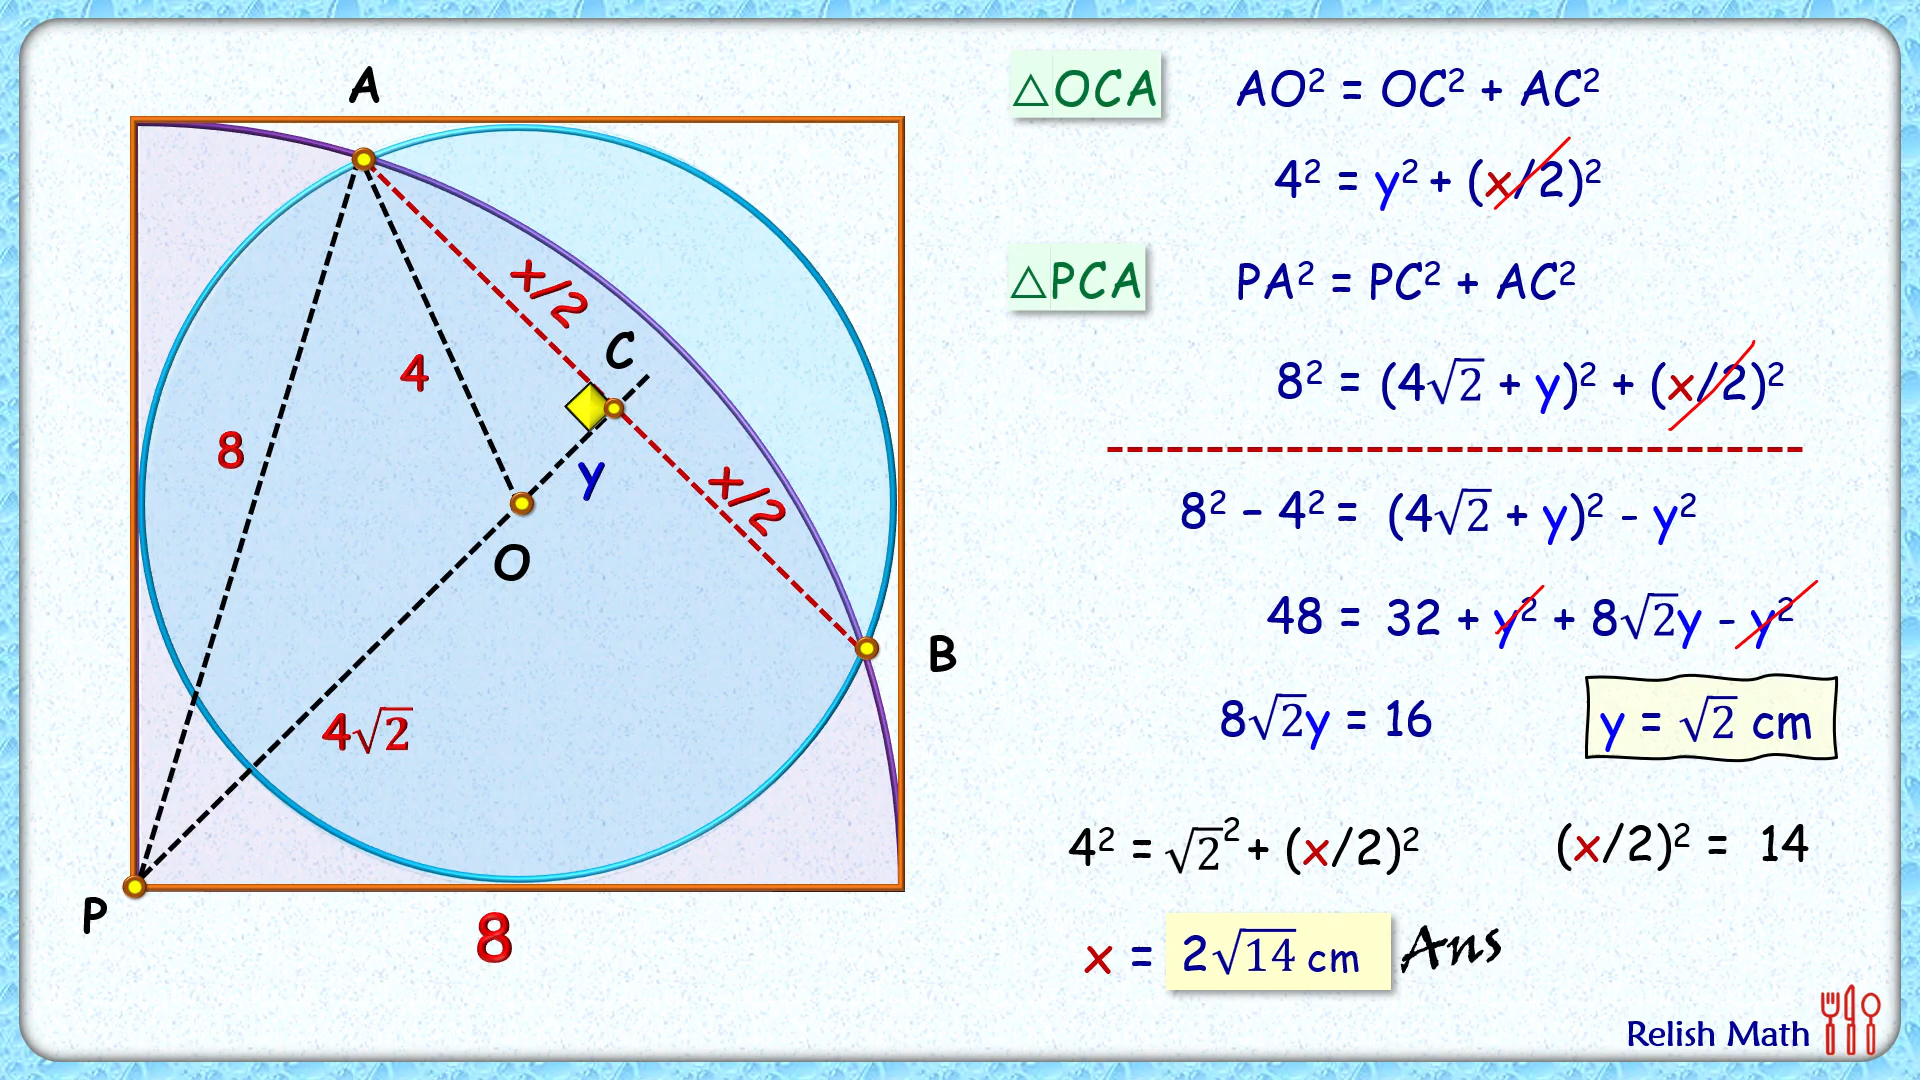 A
x/2
C
4
8
y
x/2
O
B
4√2
P
8
△OCA AO² = OC² + AC²
4² = y² + (x/2)²
△PCA PA² = PC² + AC²
8² = (4√2 + y)² + (x/2)²
8² – 4² = (4√2 + y)² - y²
48 = 32 + y² + 8√2y - y²
8√2y = 16 y = √2 cm
4² = √2² + (x/2)² (x/2)² = 14
x = 2√14 cm Ans
Relish Math